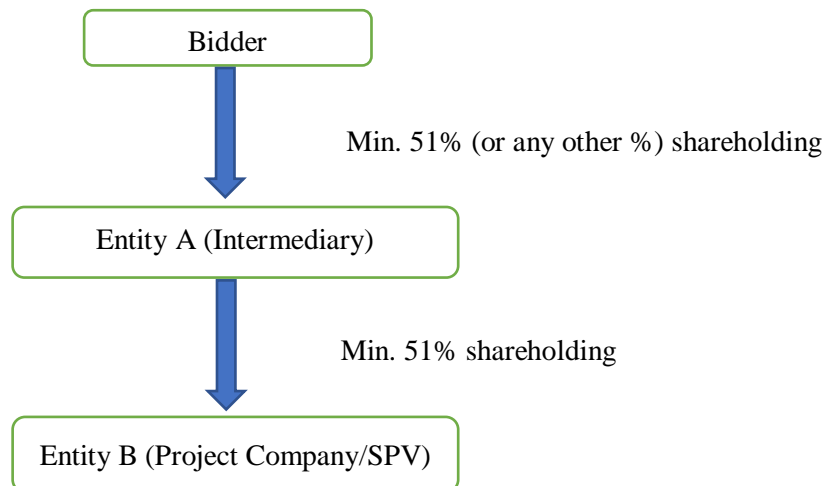 Bidder
Min. 51% (or any other %) shareholding
Entity A (Intermediary)
Min. 51% shareholding
Entity B (Project Company/SPV)